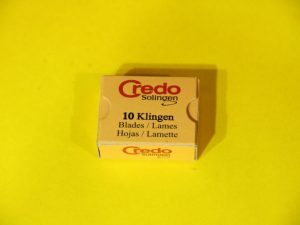 Credo
Solingen
10 Klingen
Blades / Lames
Hojas / Lamette
Credo
Solingen